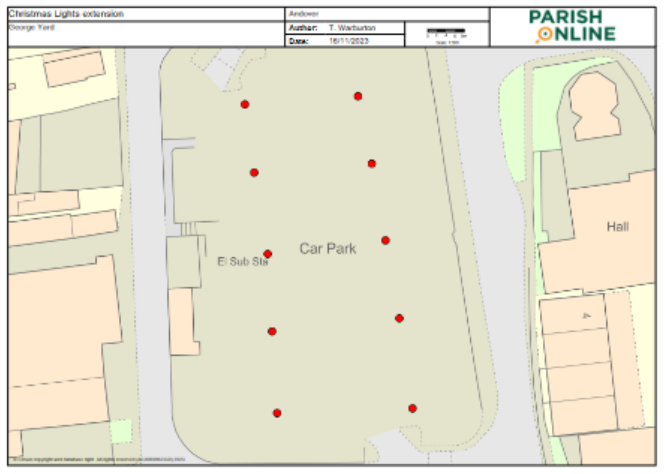 Christmas Lights extension
George Yard
Andover
Author: T. Warburton
Date: 16/11/2023
PARISH
ONLINE
Car Park
El Sub Sta
Hall